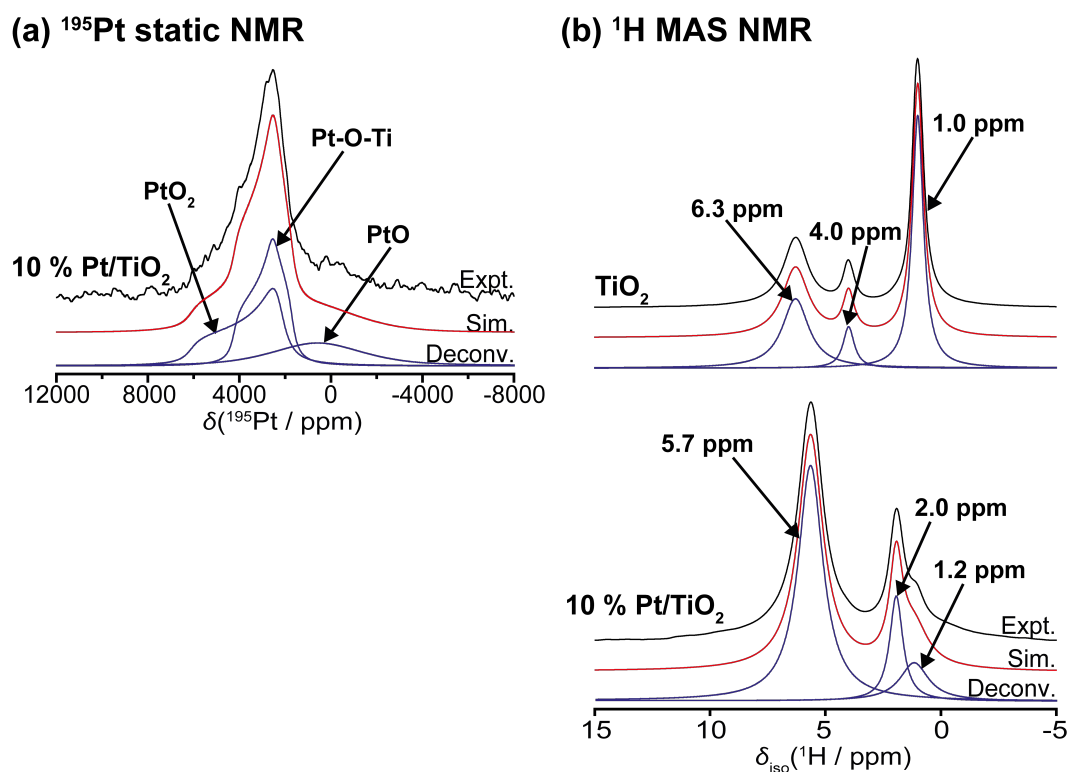 (a) ¹⁹⁵Pt static NMR
Pt-O-Ti
PtO₂
PtO
10 % Pt/TiO₂
Expt.
Sim.
Deconv.
12000 8000 4000 0 -4000 -8000
δ(¹⁹⁵Pt / ppm)
(b) ¹H MAS NMR
1.0 ppm
6.3 ppm
4.0 ppm
TiO₂
5.7 ppm
2.0 ppm
1.2 ppm
10 % Pt/TiO₂
Expt.
Sim.
Deconv.
15 10 5 0 -5
δiso(¹H / ppm)